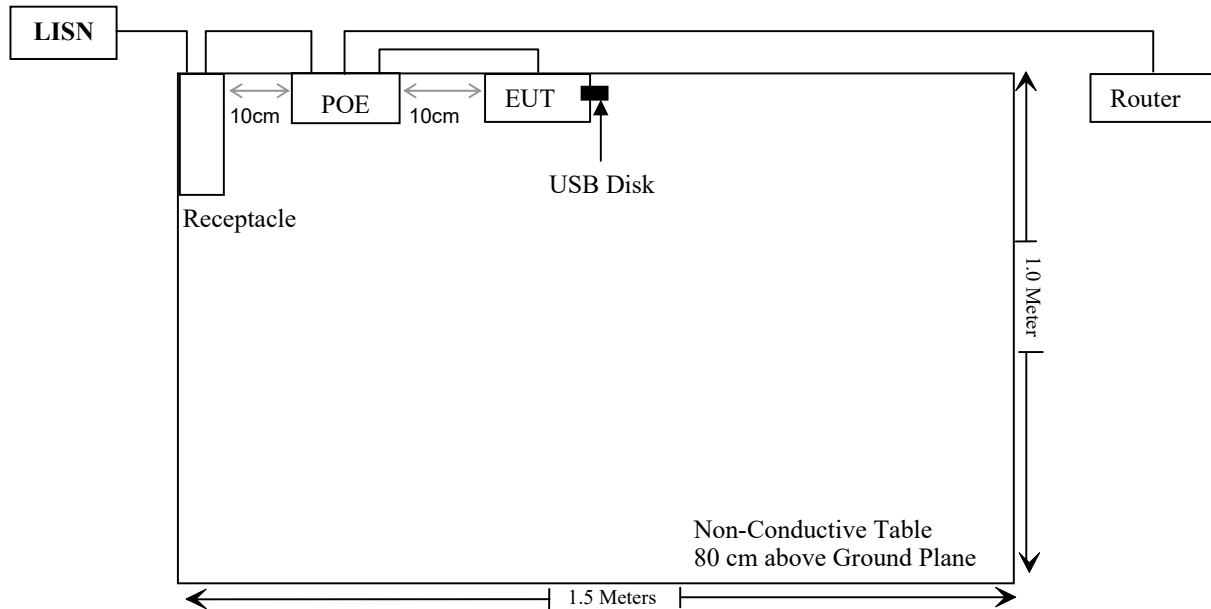 LISN
POE
EUT
Router
10cm
10cm
USB Disk
Receptacle
1.0 Meter
Non-Conductive Table
80 cm above Ground Plane
1.5 Meters